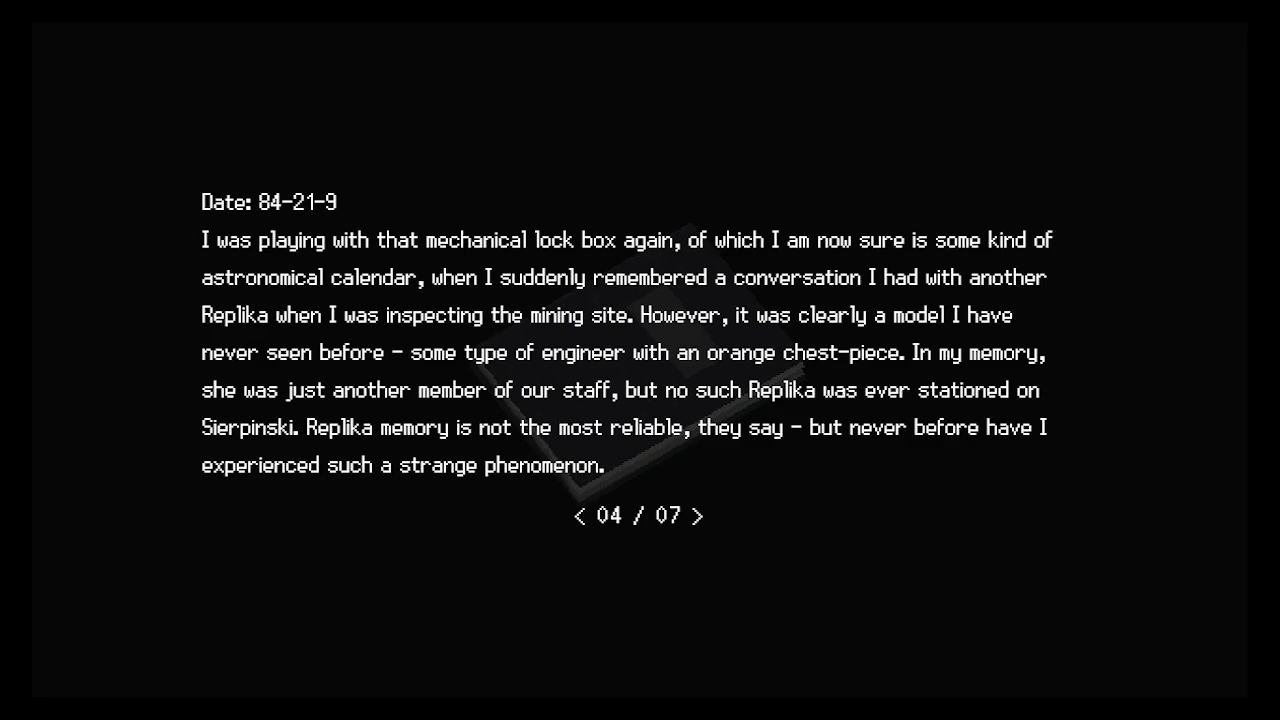 Date: 84-21-9
I was playing with that mechanical lock box again, of which I am now sure is some kind of
astronomical calendar, when I suddenly remembered a conversation I had with another
Replika when I was inspecting the mining site. However, it was clearly a model I have
never seen before - some type of engineer with an orange chest-piece. In my memory,
she was just another member of our staff, but no such Replika was ever stationed on
Sierpinski. Replika memory is not the most reliable, they say - but never before have I
experienced such a strange phenomenon.
< 04 / 07 >